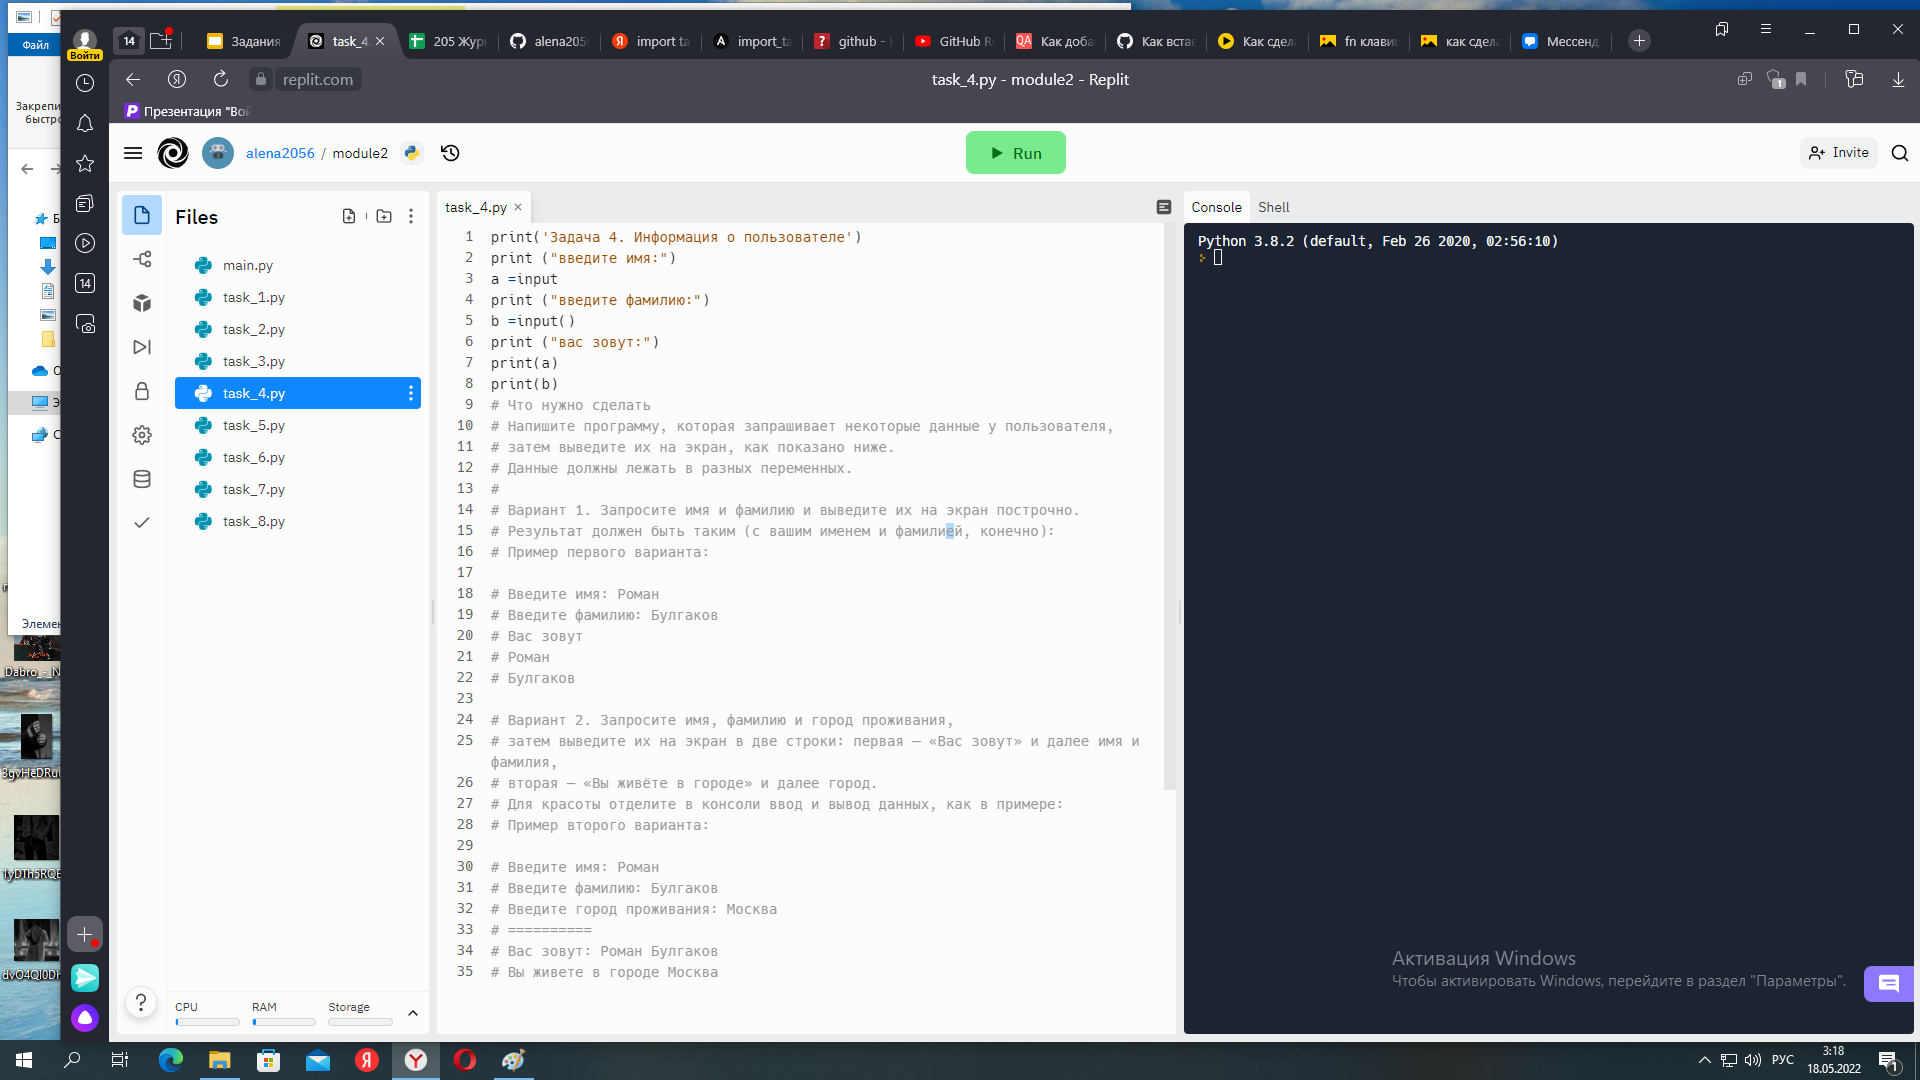 Файл
Войти
14
Задания
task_4
205 Жур
alena205
import ta
import_ta
github -
GitHub R
Как доба
Как встав
Как сдел
fn клави
как сдела
Мессенд
replit.com
task_4.py - module2 - Replit
1
Презентация "Вой
Закрепи
быстро
alena2056 / module2
Run
Invite
Files
task_4.py
Console
Shell
main.py
task_1.py
task_2.py
task_3.py
task_4.py
task_5.py
task_6.py
task_7.py
task_8.py
14
1 print('Задача 4. Информация о пользователе')
2 print ("введите имя:")
3 a =input
4 print ("введите фамилию:")
5 b =input()
6 print ("вас зовут:")
7 print(a)
8 print(b)
9 # Что нужно сделать
10 # Напишите программу, которая запрашивает некоторые данные у пользователя,
11 # затем выведите их на экран, как показано ниже.
12 # Данные должны лежать в разных переменных.
13 #
14 # Вариант 1. Запросите имя и фамилию и выведите их на экран построчно.
15 # Результат должен быть таким (с вашим именем и фамилией, конечно):
16 # Пример первого варианта:
17
18 # Введите имя: Роман
19 # Введите фамилию: Булгаков
20 # Вас зовут
21 # Роман
22 # Булгаков
23
24 # Вариант 2. Запросите имя, фамилию и город проживания,
25 # затем выведите их на экран в две строки: первая — «Вас зовут» и далее имя и
фамилия,
26 # вторая — «Вы живёте в городе» и далее город.
27 # Для красоты отделите в консоли ввод и вывод данных, как в примере:
28 # Пример второго варианта:
29
30 # Введите имя: Роман
31 # Введите фамилию: Булгаков
32 # Введите город проживания: Москва
33 # ==========
34 # Вас зовут: Роман Булгаков
35 # Вы живете в городе Москва
Python 3.8.2 (default, Feb 26 2020, 02:56:10)
Элемен
Dabro_-_N
3gvHeDRu
1yDTh5RQE
dvO4QJ0Dh
CPU
RAM
Storage
?
Активация Windows
Чтобы активировать Windows, перейдите в раздел "Параметры".
РУС
3:18
18.05.2022
1